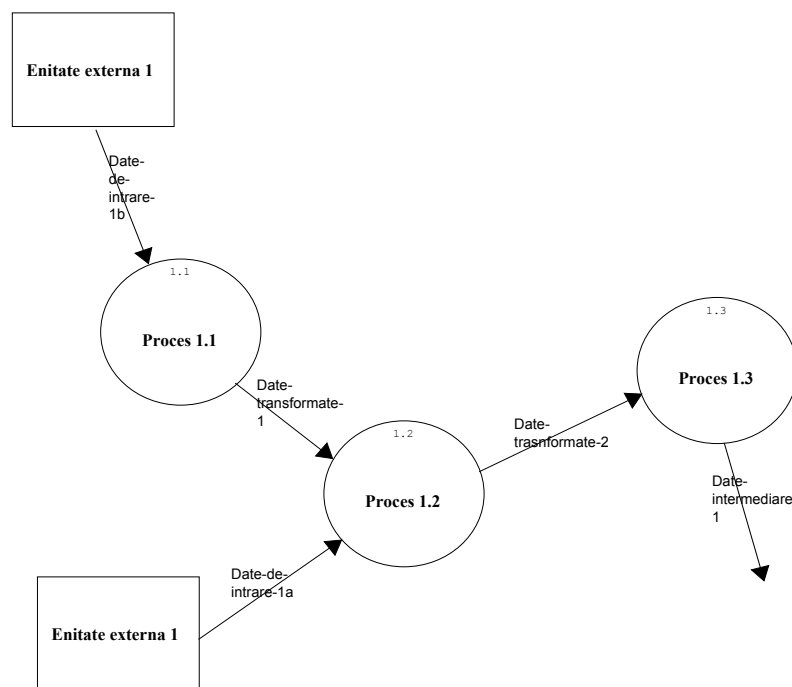 Enitate externa 1
Date-
de-
intrare-
1b
1.1
Proces 1.1
Date-
transformate-
1
1.2
Proces 1.2
Date-
trasnformate-2
1.3
Proces 1.3
Date-
intermediare
1
Date-de-
intrare-1a
Enitate externa 1